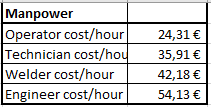 Manpower
Operator cost/hour 24,31 €
Technician cost/hou 35,91 €
Welder cost/hour 42,18 €
Engineer cost/hour 54,13 €